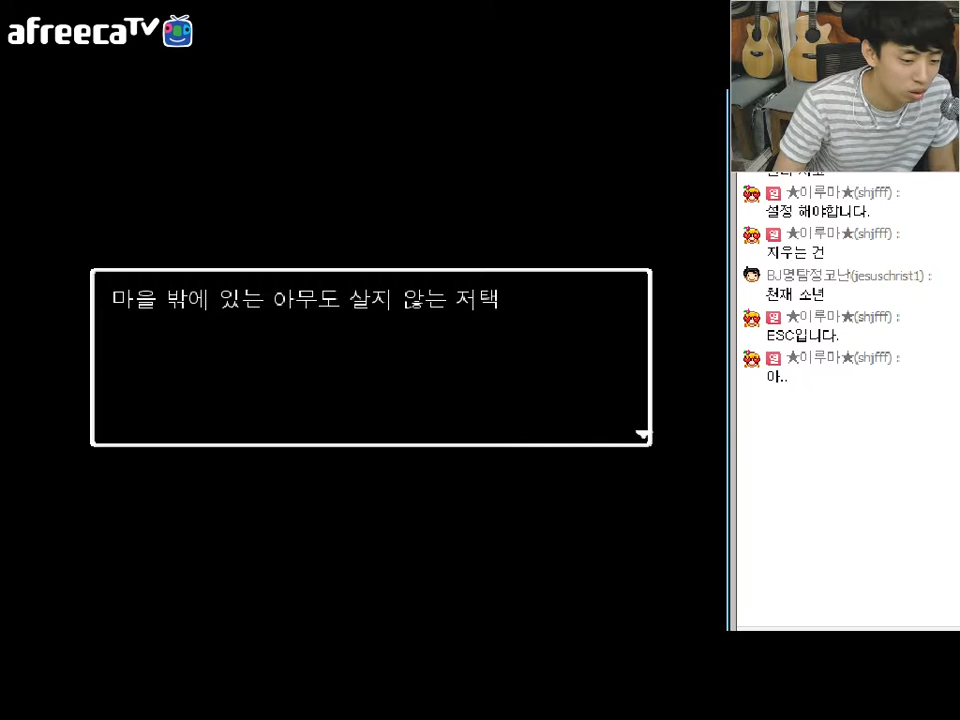 afreecaTV
마을 밖에 있는 아무도 살지 않는 저택
★이루마★(shjfff) :
설정 해야합니다.
★이루마★(shjfff) :
지우는 건
BJ명탐정코난(jesuschrist1) :
천재 소년
★이루마★(shjfff) :
ESC입니다.
★이루마★(shjfff) :
아..